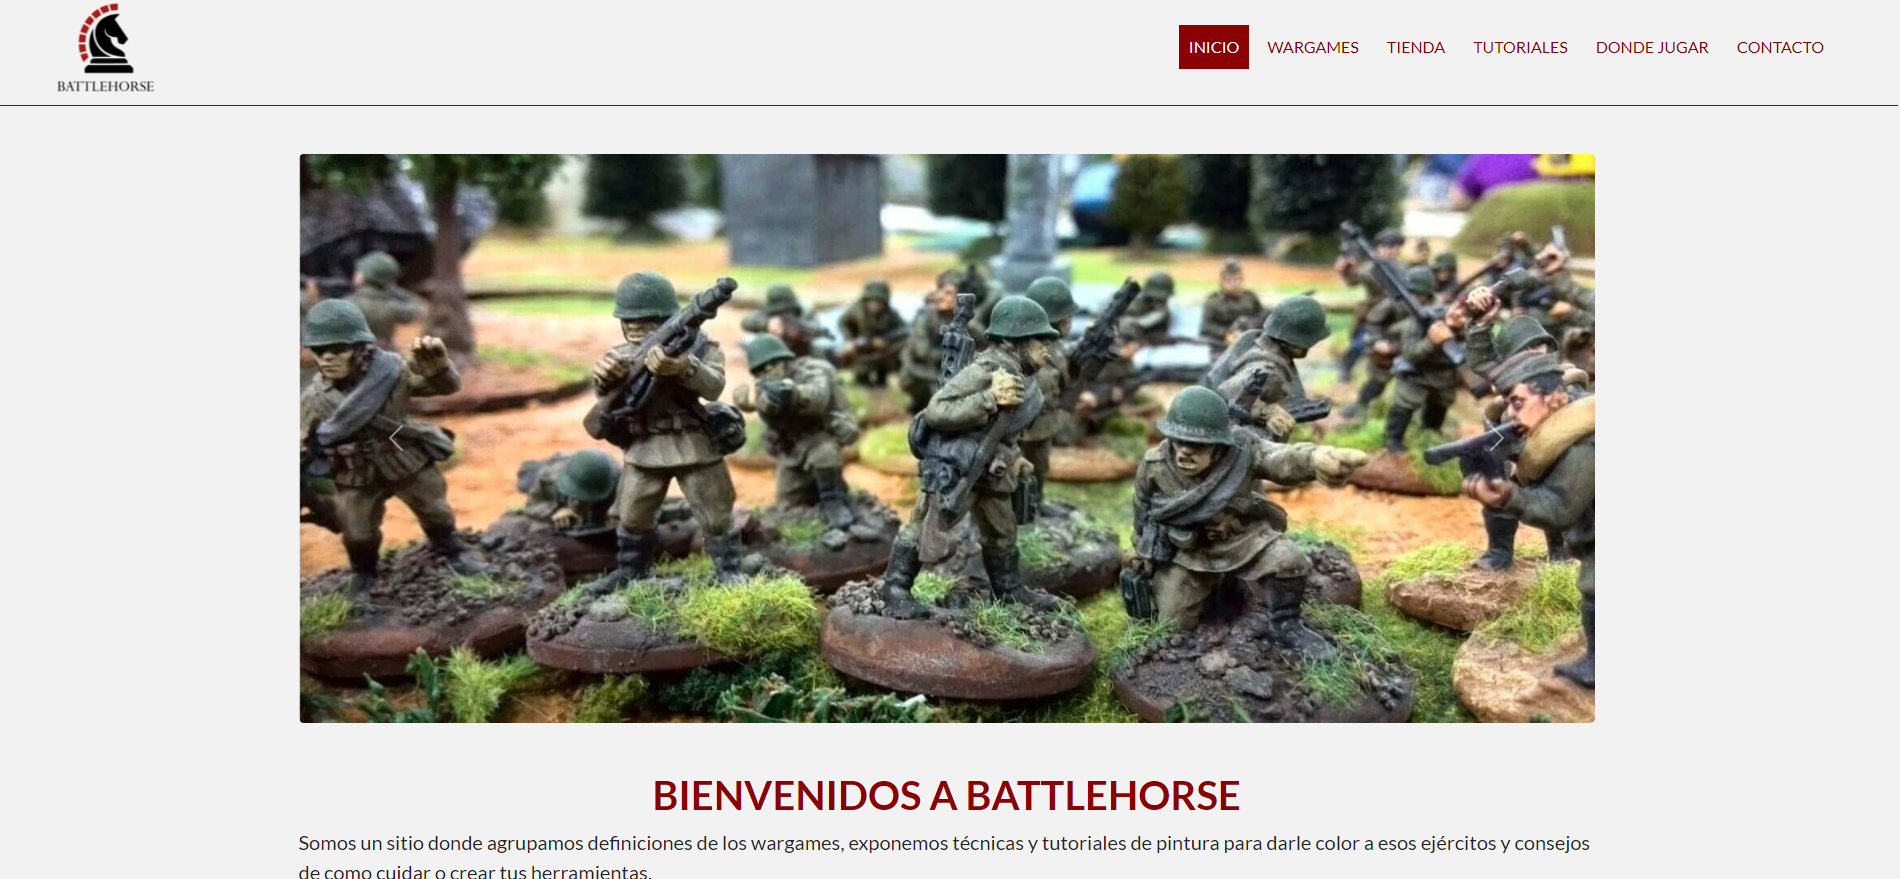 BATTLEHORSE
INICIO WARGAMES TIENDA TUTORIALES DONDE JUGAR CONTACTO
BIENVENIDOS A BATTLEHORSE
Somos un sitio donde agrupamos definiciones de los wargames, exponemos técnicas y tutoriales de pintura para darle color a esos ejércitos y consejos
de como cuidar o crear tus herramientas.